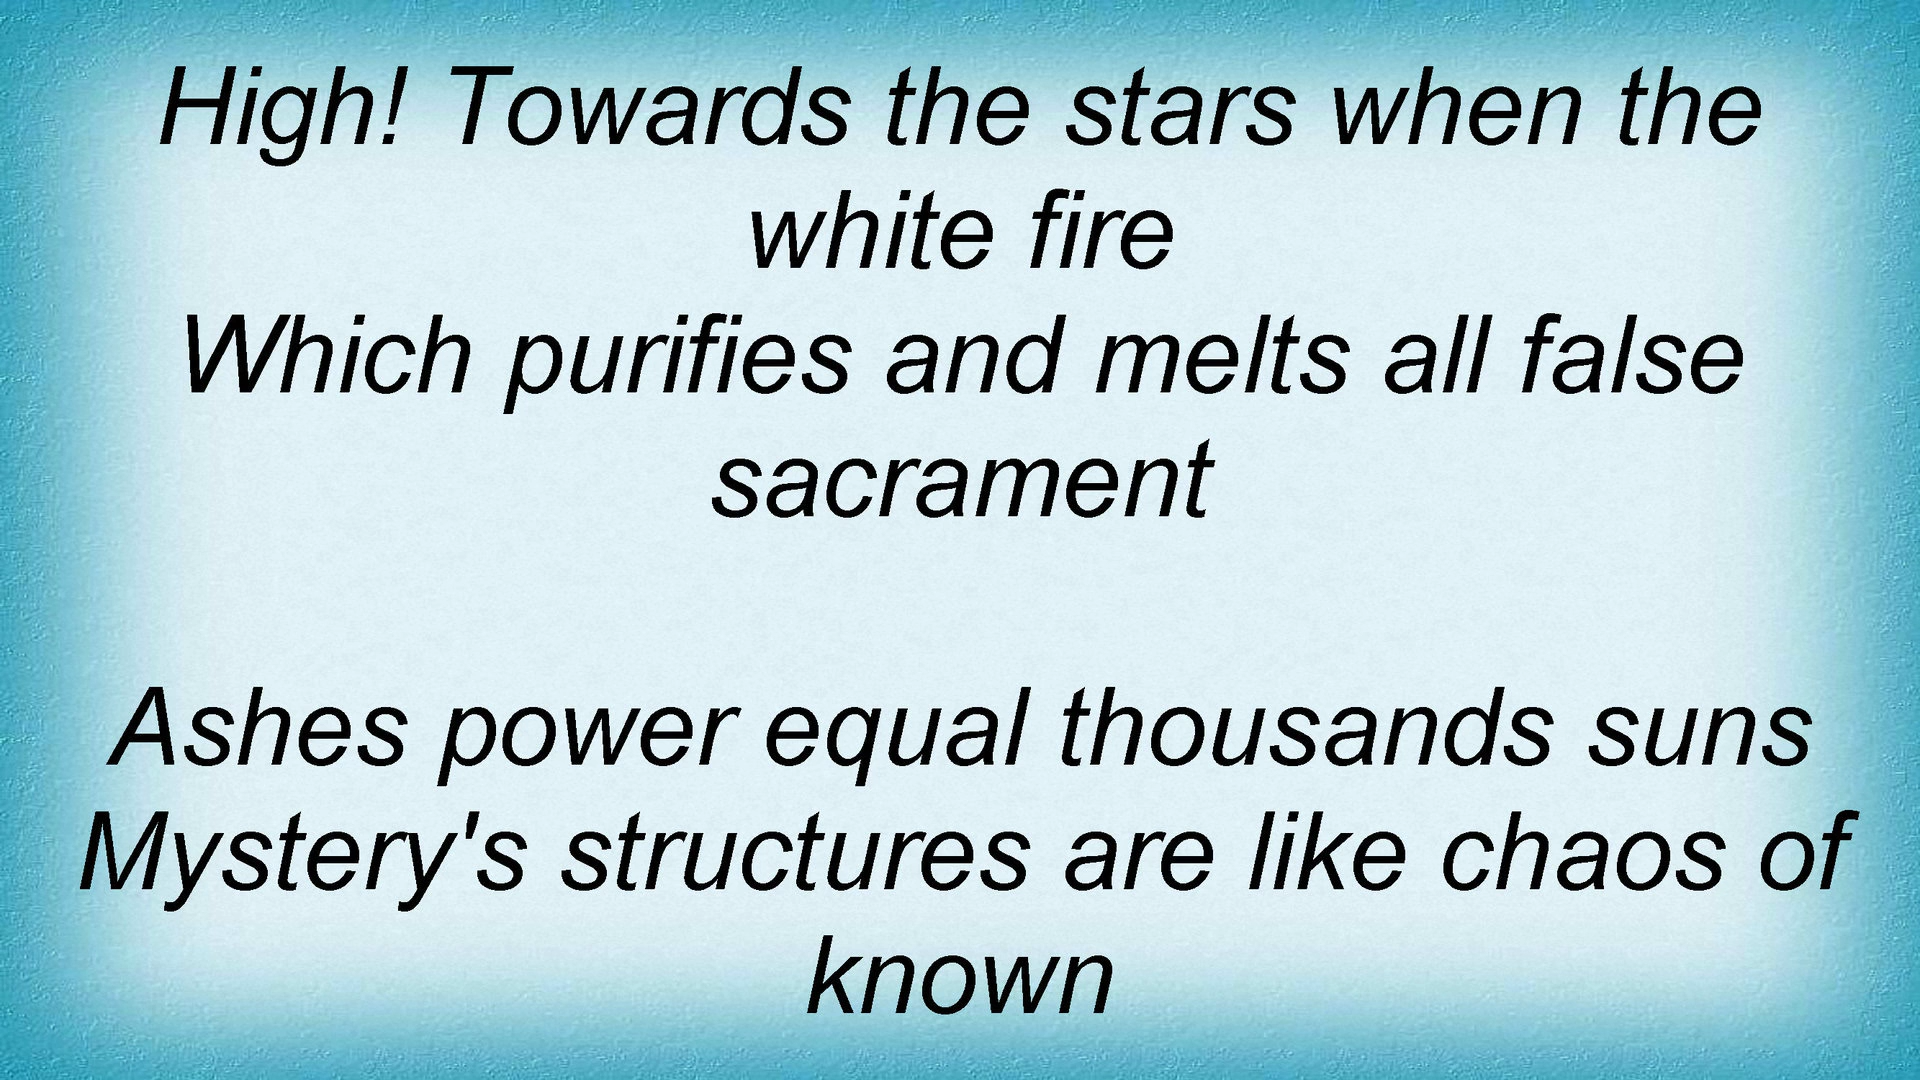 High! Towards the stars when the
white fire
Which purifies and melts all false
sacrament
Ashes power equal thousands suns
Mystery's structures are like chaos of
known